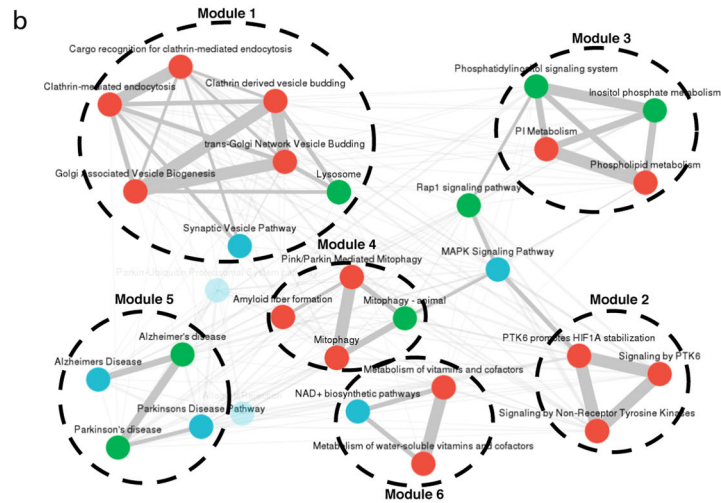 b
Module 1
Cargo recognition for clathrin-mediated endocytosis
Clathrin-mediated endocytosis
Clathrin derived vesicle budding
trans-Golgi Network Vesicle Budding
Golgi Associated Vesicle Biogenesis
Lysosome
Synaptic Vesicle Pathway
Module 3
Phosphatidylinositol signaling system
Inositol phosphate metabolism
PI Metabolism
Phospholipid metabolism
Rap1 signaling pathway
MAPK Signaling Pathway
Module 4
Pink/Parkin Mediated Mitophagy
Amyloid fiber formation
Mitophagy - animal
Mitophagy
Module 5
Alzheimer's disease
Alzheimers Disease
Parkinsons Disease Pathway
Parkinson's disease
Module 2
PTK6 promotes HIF1A stabilization
Signaling by PTK6
Signaling by Non-Receptor Tyrosine Kinases
Metabolism of vitamins and cofactors
NAD+ biosynthetic pathways
Metabolism of water-soluble vitamins and cofactors
Module 6